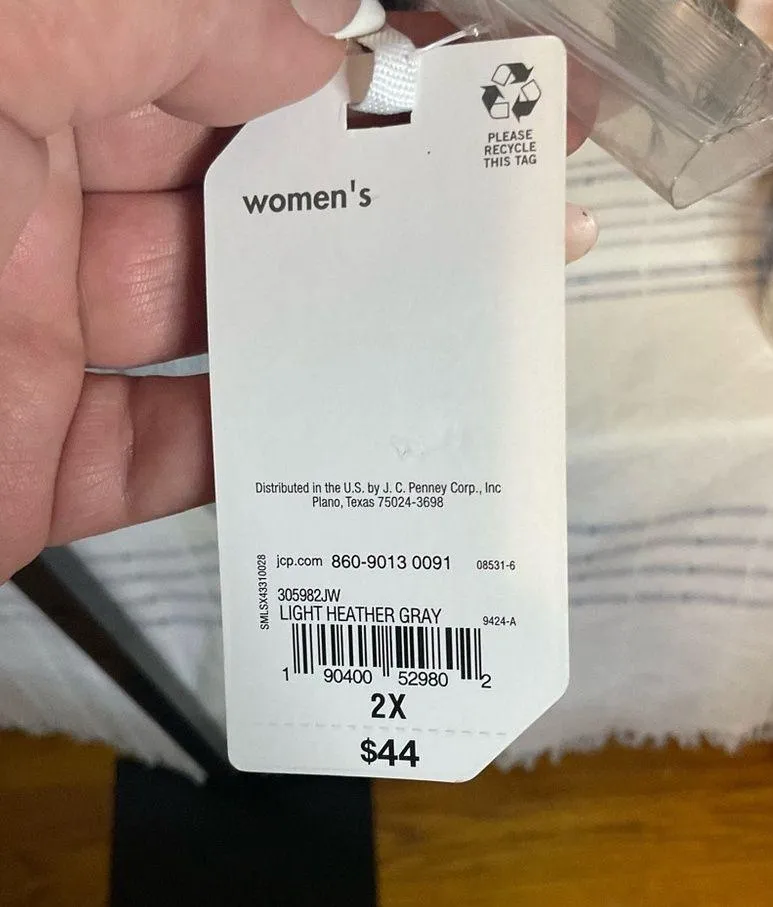 PLEASE
RECYCLE
THIS TAG
women's
Distributed in the U.S. by J. C. Penney Corp., Inc
Plano, Texas 75024-3698
jcp.com 860-9013 0091 08531-6
SMLSX43310028
305982JW
LIGHT HEATHER GRAY 9424-A
1 90400 52980 2
2X
$44